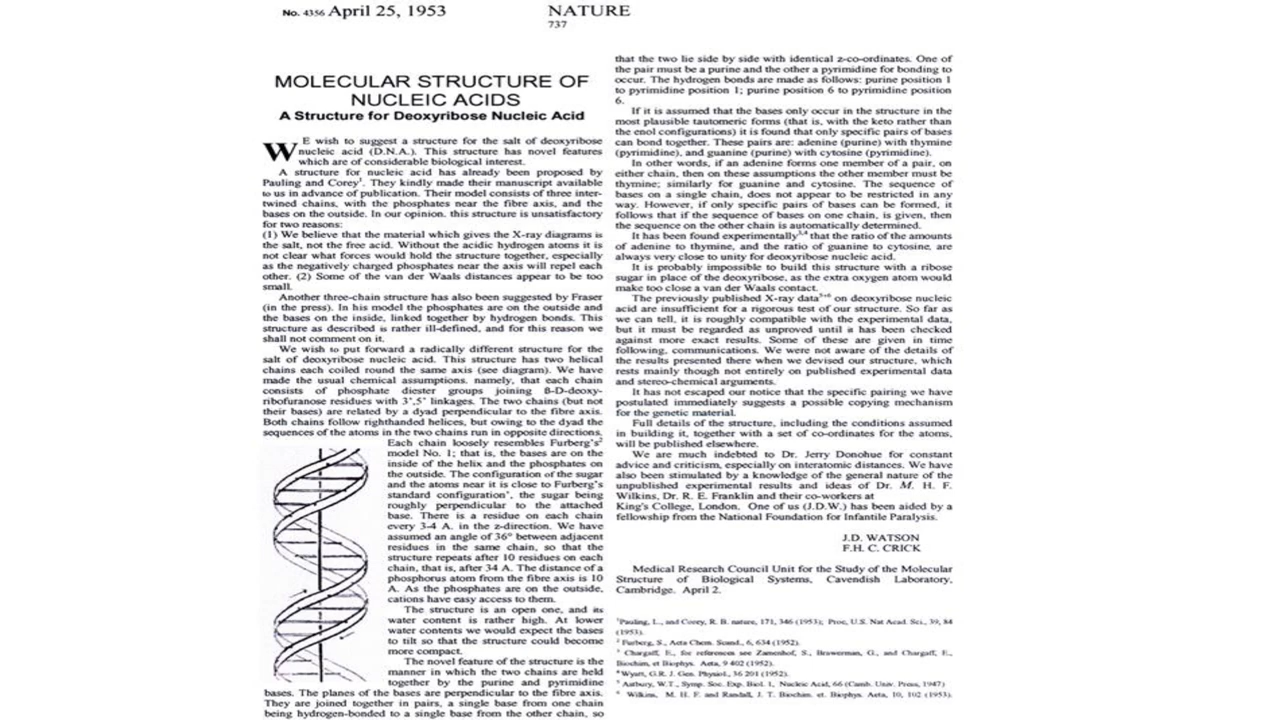 No. 4356 April 25, 1953 NATURE
737
MOLECULAR STRUCTURE OF
NUCLEIC ACIDS
A Structure for Deoxyribose Nucleic Acid
WE wish to suggest a structure for the salt of deoxyribose
nucleic acid (D.N.A.). This structure has novel features
which are of considerable biological interest.
A structure for nucleic acid has already been proposed by
Pauling and Corey¹. They kindly made their manuscript available
to us in advance of publication. Their model consists of three inter-
twined chains, with the phosphates near the fibre axis, and the
bases on the outside. In our opinion. this structure is unsatisfactory
for two reasons:
(1) We believe that the material which gives the X-ray diagrams is
the salt, not the free acid. Without the acidic hydrogen atoms it is
not clear what forces would hold the structure together, especially
as the negatively charged phosphates near the axis will repel each
other. (2) Some of the van der Waals distances appear to be too
small.
Another three-chain structure has also been suggested by Fraser
(in the press). In his model the phosphates are on the outside and
the bases on the inside, linked together by hydrogen bonds. This
structure as described is rather ill-defined, and for this reason we
shall not comment on it.
We wish to put forward a radically different structure for the
salt of deoxyribose nucleic acid. This structure has two helical
chains each coiled round the same axis (see diagram). We have
made the usual chemical assumptions. namely, that each chain
consists of phosphate diester groups joining ß-D-deoxy-
ribofuranose residues with 3',5' linkages. The two chains (but not
their bases) are related by a dyad perpendicular to the fibre axis.
Both chains follow righthanded helices, but owing to the dyad the
sequences of the atoms in the two chains run in opposite directions.
Each chain loosely resembles Furberg's²
model No. 1; that is, the bases are on the
inside of the helix and the phosphates on
the outside. The configuration of the sugar
and the atoms near it is close to Furberg's
standard configuration', the sugar being
roughly perpendicular to the attached
base. There is a residue on each chain
every 3-4 A. in the z-direction. We have
assumed an angle of 36° between adjacent
residues in the same chain, so that the
structure repeats after 10 residues on each
chain, that is, after 34 A. The distance of a
phosphorus atom from the fibre axis is 10
A. As the phosphates are on the outside,
cations have easy access to them.
The structure is an open one, and its
water content is rather high. At lower
water contents we would expect the bases
to tilt so that the structure could become
more compact.
The novel feature of the structure is the
manner in which the two chains are held
together by the purine and pyrimidine
bases. The planes of the bases are perpendicular to the fibre axis.
They are joined together in pairs, a single base from one chain
being hydrogen-bonded to a single base from the other chain, so
that the two lie side by side with identical z-co-ordinates. One of
the pair must be a purine and the other a pyrimidine for bonding to
occur. The hydrogen bonds are made as follows: purine position 1
to pyrimidine position 1; purine position 6 to pyrimidine position
6.
If it is assumed that the bases only occur in the structure in the
most plausible tautomeric forms (that is, with the keto rather than
the enol configurations) it is found that only specific pairs of bases
can bond together. These pairs are: adenine (purine) with thymine
(pyrimidine), and guanine (purine) with cytosine (pyrimidine).
In other words, if an adenine forms one member of a pair, on
either chain, then on these assumptions the other member must be
thymine; similarly for guanine and cytosine. The sequence of
bases on a single chain, does not appear to be restricted in any
way. However, if only specific pairs of bases can be formed, it
follows that if the sequence of bases on one chain, is given, then
the sequence on the other chain is automatically determined.
It has been found experimentally³,⁴ that the ratio of the amounts
of adenine to thymine, and the ratio of guanine to cytosine, are
always very close to unity for deoxyribose nucleic acid.
It is probably impossible to build this structure with a ribose
sugar in place of the deoxyribose, as the extra oxygen atom would
make too close a van der Waals contact.
The previously published X-ray data⁵⁺⁶ on deoxyribose nucleic
acid are insufficient for a rigorous test of our structure. So far as
we can tell, it is roughly compatible with the experimental data,
but it must be regarded as unproved until it has been checked
against more exact results. Some of these are given in time
following, communications. We were not aware of the details of
the results presented there when we devised our structure, which
rests mainly though not entirely on published experimental data
and stereo-chemical arguments.
It has not escaped our notice that the specific pairing we have
postulated immediately suggests a possible copying mechanism
for the genetic material.
Full details of the structure, including the conditions assumed
in building it, together with a set of co-ordinates for the atoms,
will be published elsewhere.
We are much indebted to Dr. Jerry Donohue for constant
advice and criticism, especially on interatomic distances. We have
also been stimulated by a knowledge of the general nature of the
unpublished experimental results and ideas of Dr. M. H. F.
Wilkins, Dr. R. E. Franklin and their co-workers at
King's College, London. One of us (J.D.W.) has been aided by a
fellowship from the National Foundation for Infantile Paralysis.
J.D. WATSON
F.H. C. CRICK
Medical Research Council Unit for the Study of the Molecular
Structure of Biological Systems, Cavendish Laboratory,
Cambridge. April 2.
¹Pauling, L., and Corey, R. B. nature, 171, 346 (1953); Proc, U.S. Nat Acad. Sci., 39, 84
(1953).
² Furberg, S., Acta Chem. Scand., 6, 634 (1952).
³ Chargaff, E., for references see Zamenhof, S., Brawerman, G., and Chargaff, E.,
Biochim, et Biophys. Acta, 9 402 (1952).
⁴ Wyatt, G.R. J. Gen. Physiol., 36 201 (1952).
⁵ Astbury, W.T., Symp. Soc. Exp. Biol. 1, Nucleic Acid, 66 (Camb. Univ. Press, 1947)
⁶ Wilkins, M. H. F. and Randall, J. T. Biochim. et. Biophys. Acta, 10, 102 (1953).